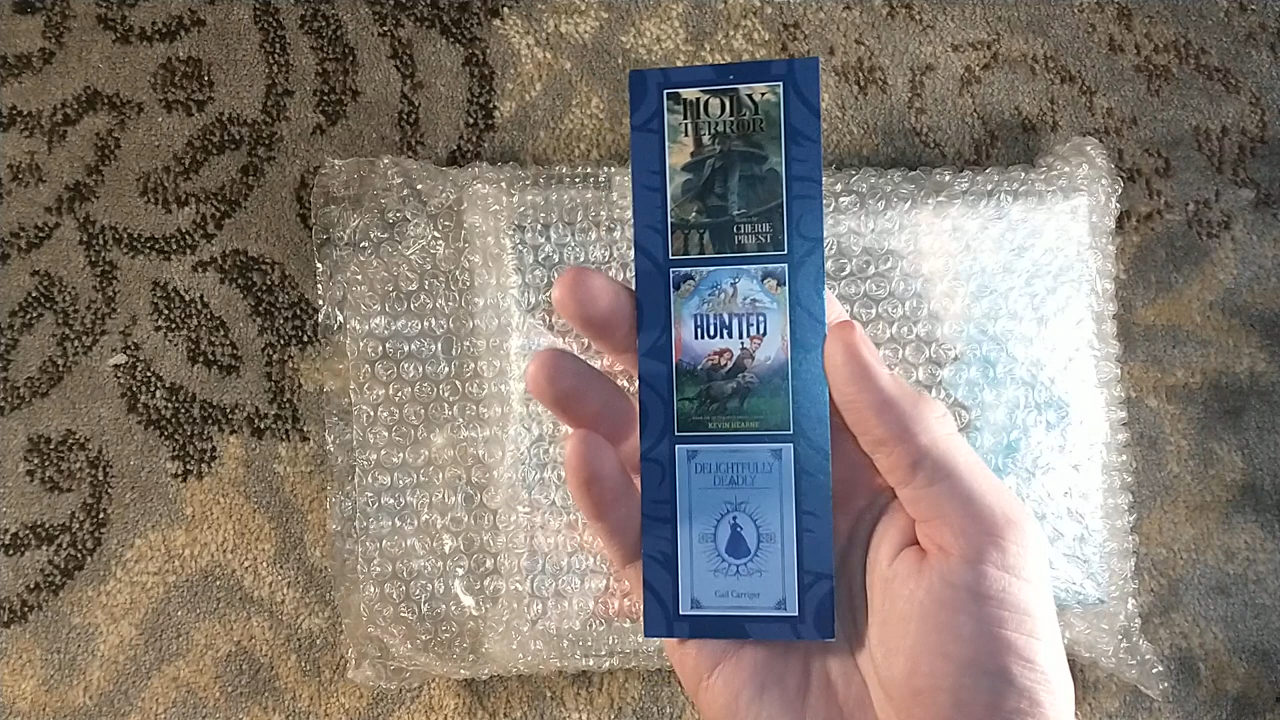 HOLY
TERROR
CHERIE
PRIEST
HUNTED
KEVIN HEARNE
DELIGHTFULLY
DEADLY
Gail Carriger